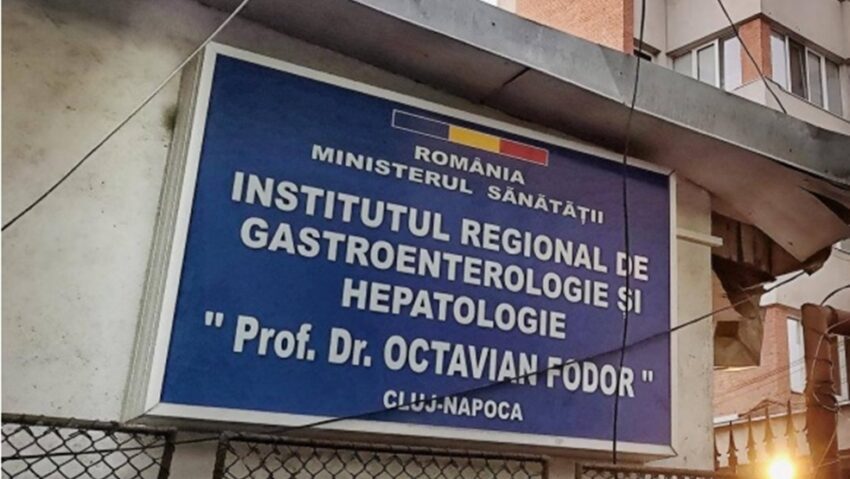 ROMÂNIA
MINISTERUL SĂNĂTĂȚII
INSTITUTUL REGIONAL DE
GASTROENTEROLOGIE ȘI
HEPATOLOGIE
" Prof. Dr. OCTAVIAN FODOR "
CLUJ-NAPOCA